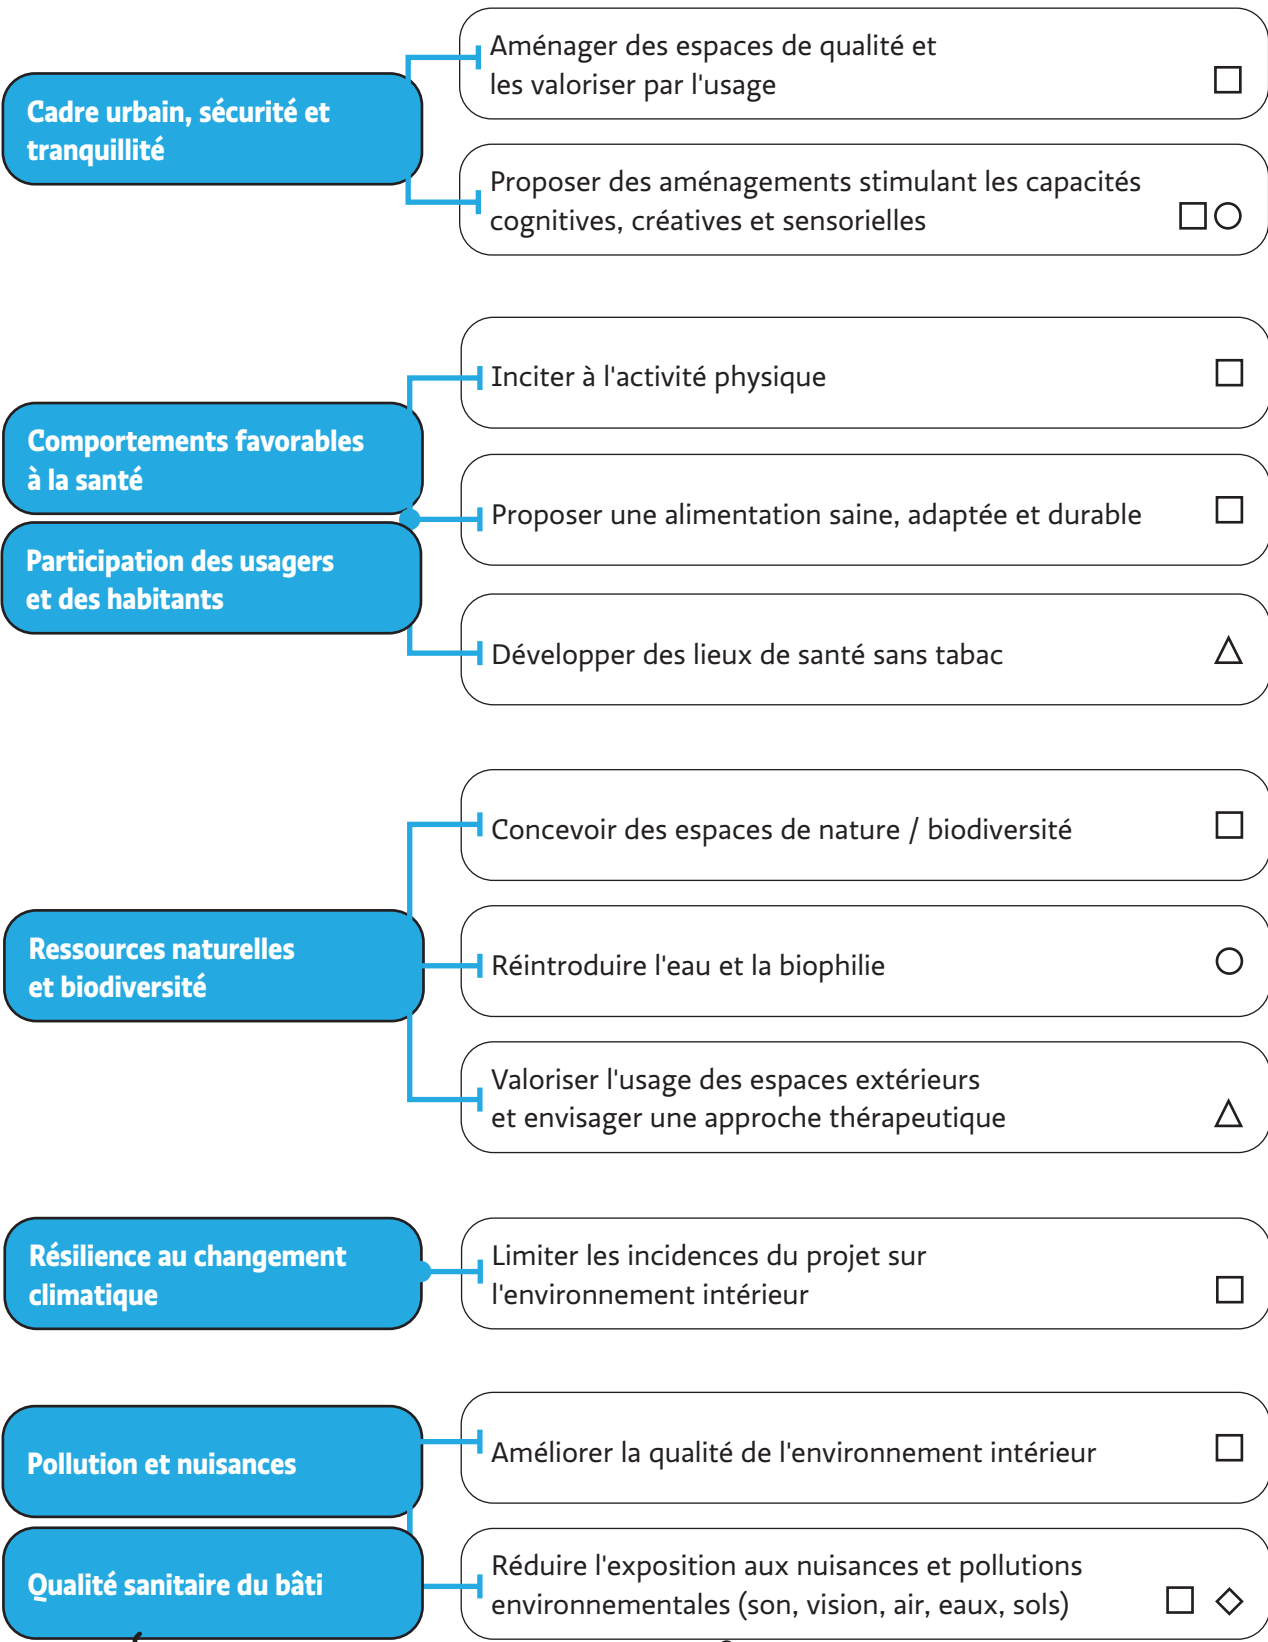 Cadre urbain, sécurité et
tranquillité
Aménager des espaces de qualité et
les valoriser par l'usage
Proposer des aménagements stimulant les capacités
cognitives, créatives et sensorielles
Comportements favorables
à la santé
Participation des usagers
et des habitants
Inciter à l'activité physique
Proposer une alimentation saine, adaptée et durable
Développer des lieux de santé sans tabac
Ressources naturelles
et biodiversité
Concevoir des espaces de nature / biodiversité
Réintroduire l'eau et la biophilie
Valoriser l'usage des espaces extérieurs
et envisager une approche thérapeutique
Résilience au changement
climatique
Limiter les incidences du projet sur
l'environnement intérieur
Pollution et nuisances
Qualité sanitaire du bâti
Améliorer la qualité de l'environnement intérieur
Réduire l'exposition aux nuisances et pollutions
environnementales (son, vision, air, eaux, sols)